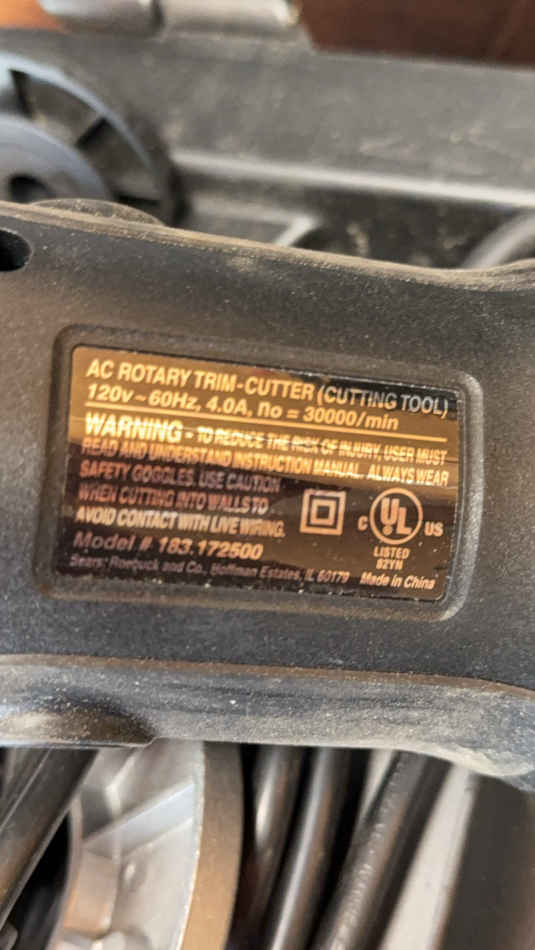 AC ROTARY TRIM-CUTTER (CUTTING TOOL)
120v ~ 60Hz, 4.0A, no = 30000/min
WARNING - TO REDUCE THE RISK OF INJURY, USER MUST
READ AND UNDERSTAND INSTRUCTION MANUAL. ALWAYS WEAR
SAFETY GOGGLES. USE CAUTION
WHEN CUTTING INTO WALLS TO
AVOID CONTACT WITH LIVE WIRING.
C UL US
LISTED
82YN
Model # 183.172500
Sears, Roebuck and Co., Hoffman Estates, IL 60179 Made in China